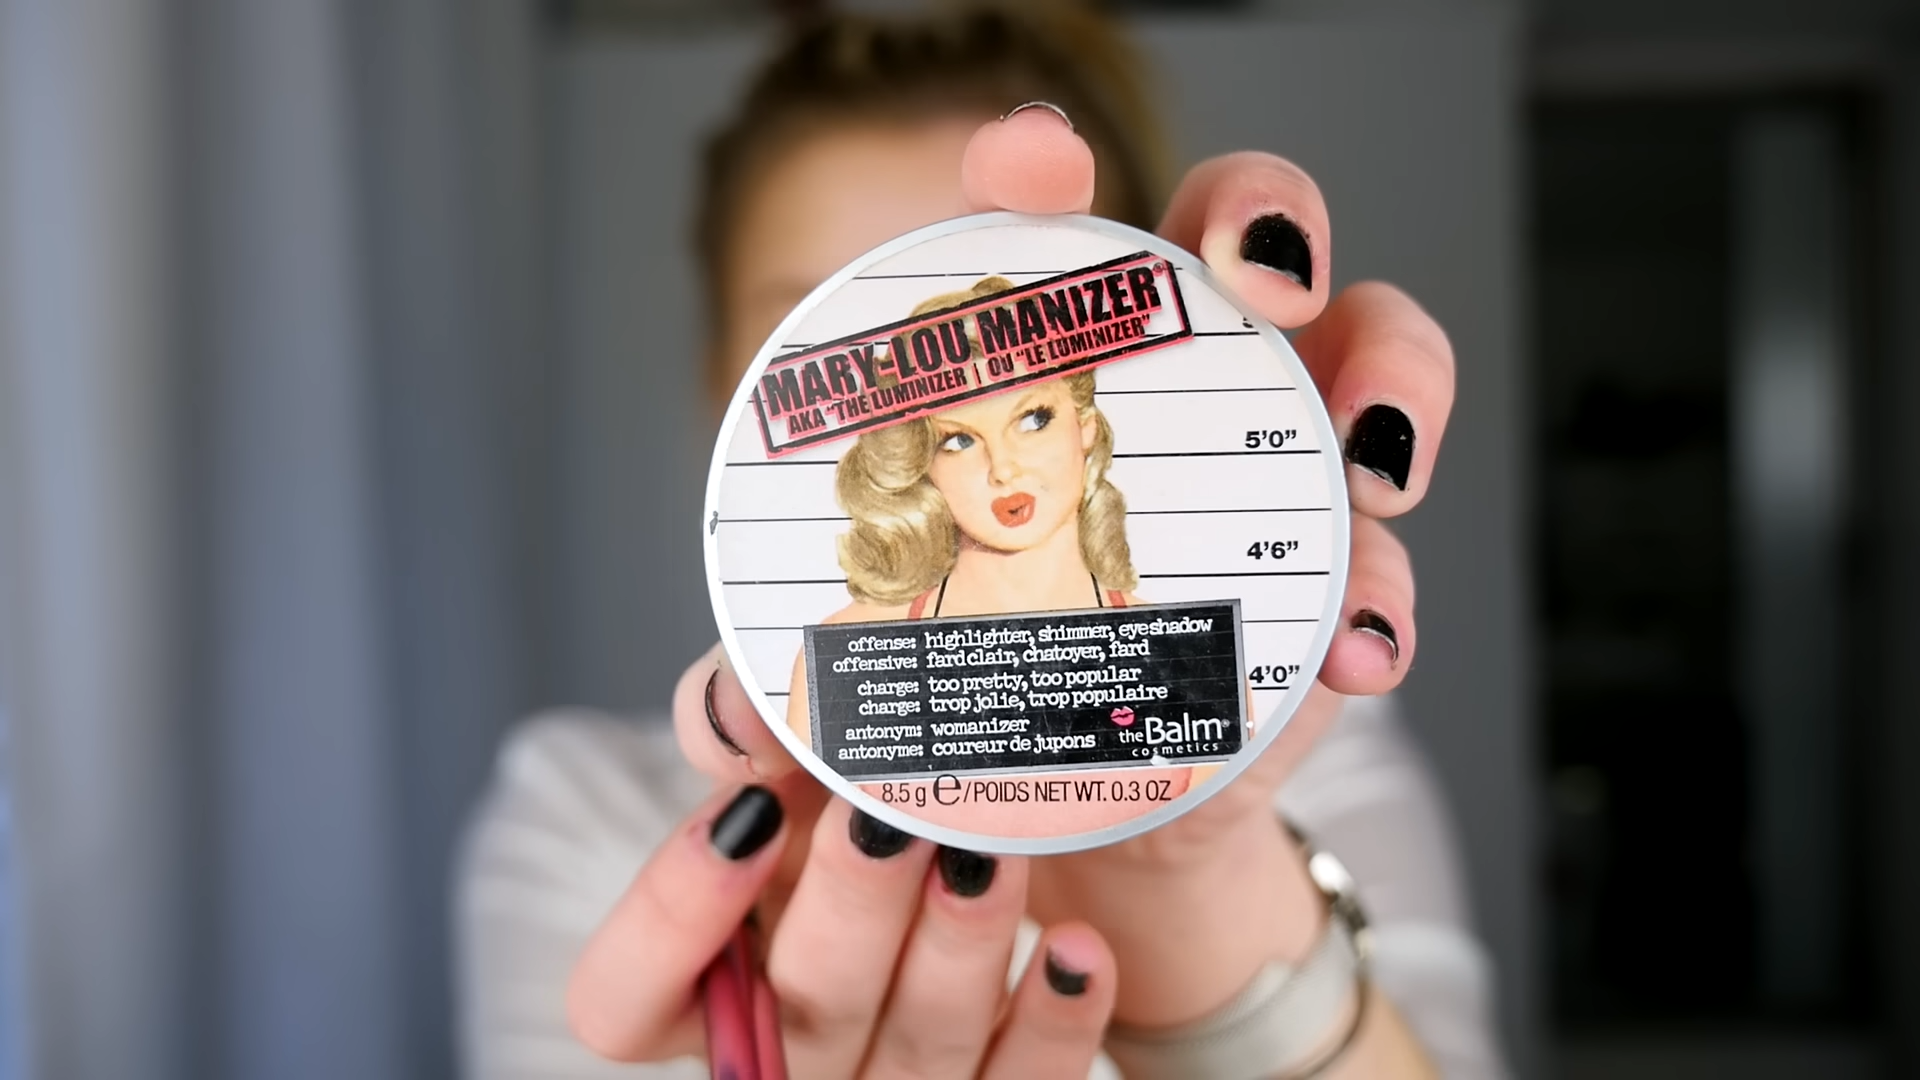 MARY-LOU MANIZER®
AKA "THE LUMINIZER | OU "LE LUMINIZER"
5'0”
4'6”
4'0”
offense: highlighter, shimmer, eyeshadow
offensive: fard clair, chatoyer, fard
charge: too pretty, too popular
charge: trop jolie, trop populaire
antonym: womanizer
antonyme: coureur de jupons
theBalm®
cosmetics
8.5 g ℮/POIDS NET WT. 0.3 OZ